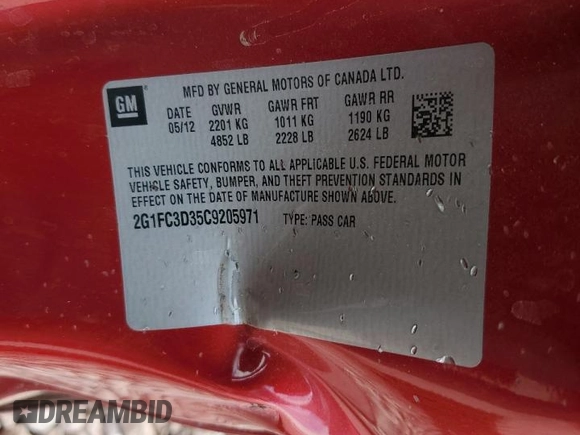 MFD BY GENERAL MOTORS OF CANADA LTD.
GM
DATE GVWR GAWR FRT GAWR RR
05/12 2201 KG 1011 KG 1190 KG
4852 LB 2228 LB 2624 LB
THIS VEHICLE CONFORMS TO ALL APPLICABLE U.S. FEDERAL MOTOR
VEHICLE SAFETY, BUMPER, AND THEFT PREVENTION STANDARDS IN
EFFECT ON THE DATE OF MANUFACTURE SHOWN ABOVE.
2G1FC3D35C9205971 TYPE: PASS CAR
DREAMBID